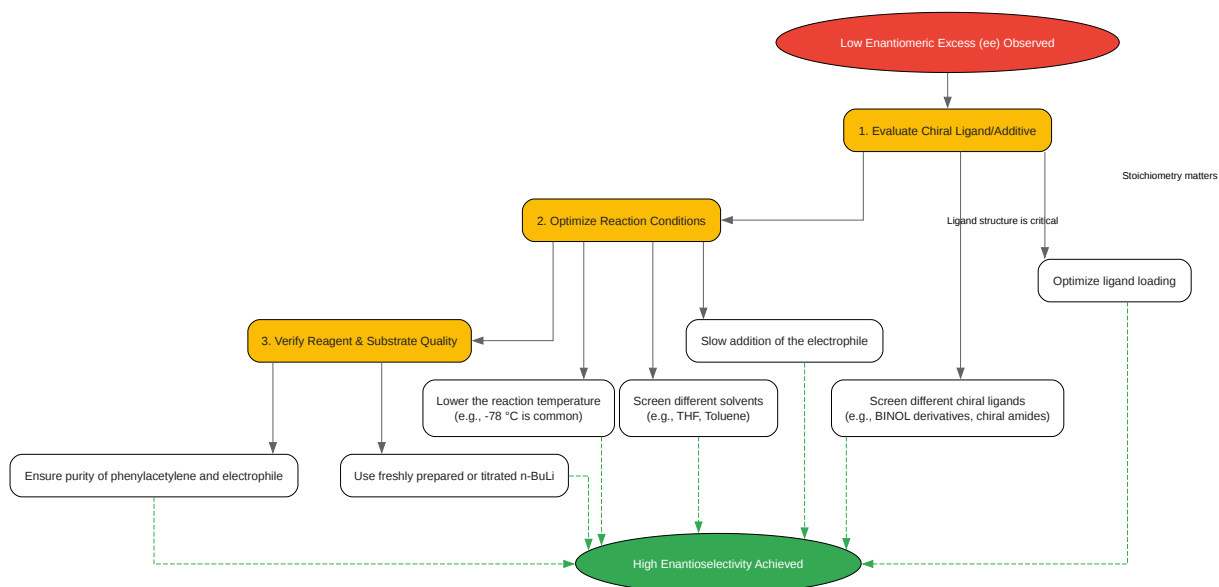 Low Enantiomeric Excess (ee) Observed
1. Evaluate Chiral Ligand/Additive
Stoichiometry matters
2. Optimize Reaction Conditions
Ligand structure is critical
Optimize ligand loading
3. Verify Reagent & Substrate Quality
Slow addition of the electrophile
Lower the reaction temperature
(e.g., -78 °C is common)
Screen different solvents
(e.g., THF, Toluene)
Screen different chiral ligands
(e.g., BINOL derivatives, chiral amides)
Ensure purity of phenylacetylene and electrophile
Use freshly prepared or titrated n-BuLi
High Enantioselectivity Achieved